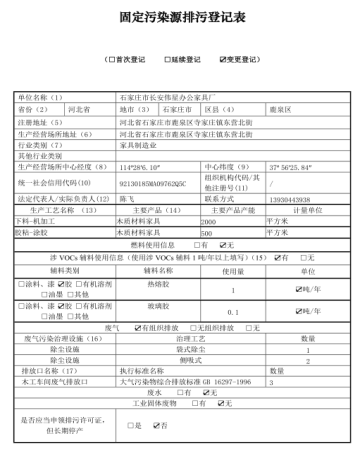 固定污染源排污登记表
（□首次登记 □延续登记 ☑变更登记）
单位名称（1） 石家庄市长安伟星办公家具厂
省份（2） 河北省 地市（3） 石家庄市 区县（4） 鹿泉区
注册地址（5） 河北省石家庄市鹿泉区寺家庄镇东营北街
生产经营场所地址（6） 河北省石家庄市鹿泉区寺家庄镇东营北街
行业类别（7） 家具制造业
其他行业类别
生产经营场所中心经度（8） 114°28′6.10″ 中心纬度（9） 37°56′25.84″
统一社会信用代码(10) 92130185MA09762Q5C 组织机构代码/其他注册号(11) /
法定代表人/实际负责人(12) 陈飞 联系方式 13930443938
生产工艺名称（13） 主要产品（14） 主要产品产能 计量单位
下料-机加工 木质材料家具 2000 平方米
胶粘-涂胶 木质材料家具 500 平方米
燃料使用信息 □有 ☑无
涉 VOCs 辅料使用信息（使用涉 VOCs 辅料 1 吨/年以上填写）（15） ☑有 □无
辅料类别 辅料名称 使用量 单位
□涂料、漆 ☑胶 □有机溶剂 □油墨 □其他 热熔胶 1 ☑吨/年
□涂料、漆 ☑胶 □有机溶剂 □油墨 □其他 玻璃胶 0.1 ☑吨/年
废气 ☑有组织排放 □无组织排放 □无
废气污染治理设施（16） 治理工艺 数量
除尘设施 袋式除尘 1
除尘设施 侧吸式 2
排放口名称（17） 执行标准名称 数量
木工车间废气排放口 大气污染物综合排放标准 GB 16297-1996 3
废水 □有 ☑无
工业固体废物 □有 ☑无
是否应当申领排污许可证，但长期停产 □是 ☑否